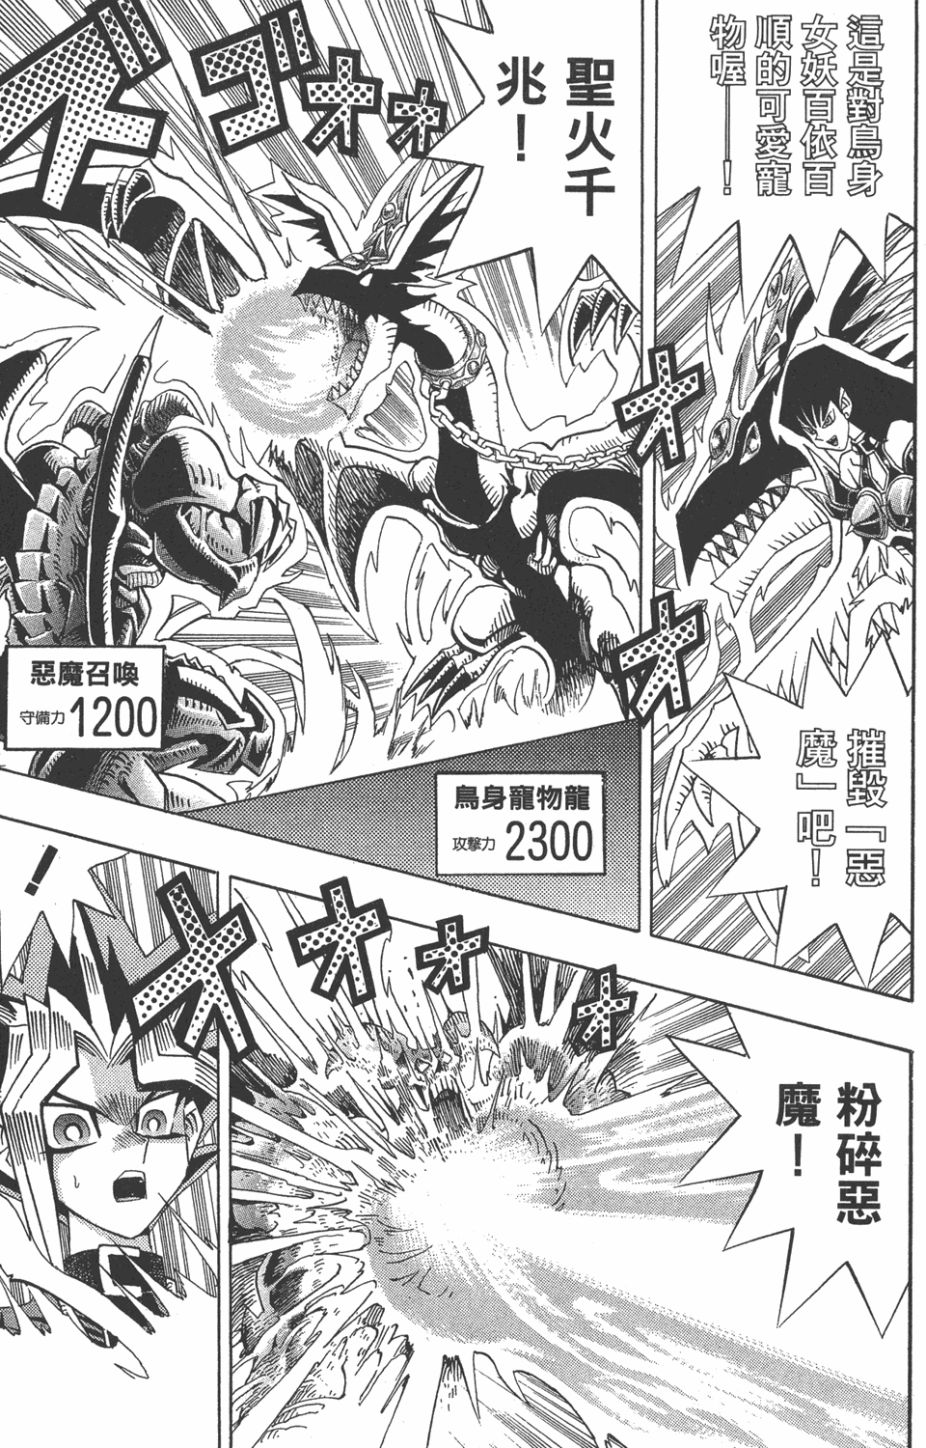 這是對鳥身
女妖百依百
順的可愛寵
物喔——！
摧毀「惡
魔」吧！
オ
オ
聖火千
兆！
ズゴオォ
惡魔召喚
守備力 1200
鳥身寵物龍
攻擊力 2300
粉碎惡
魔！
オオォォ
！